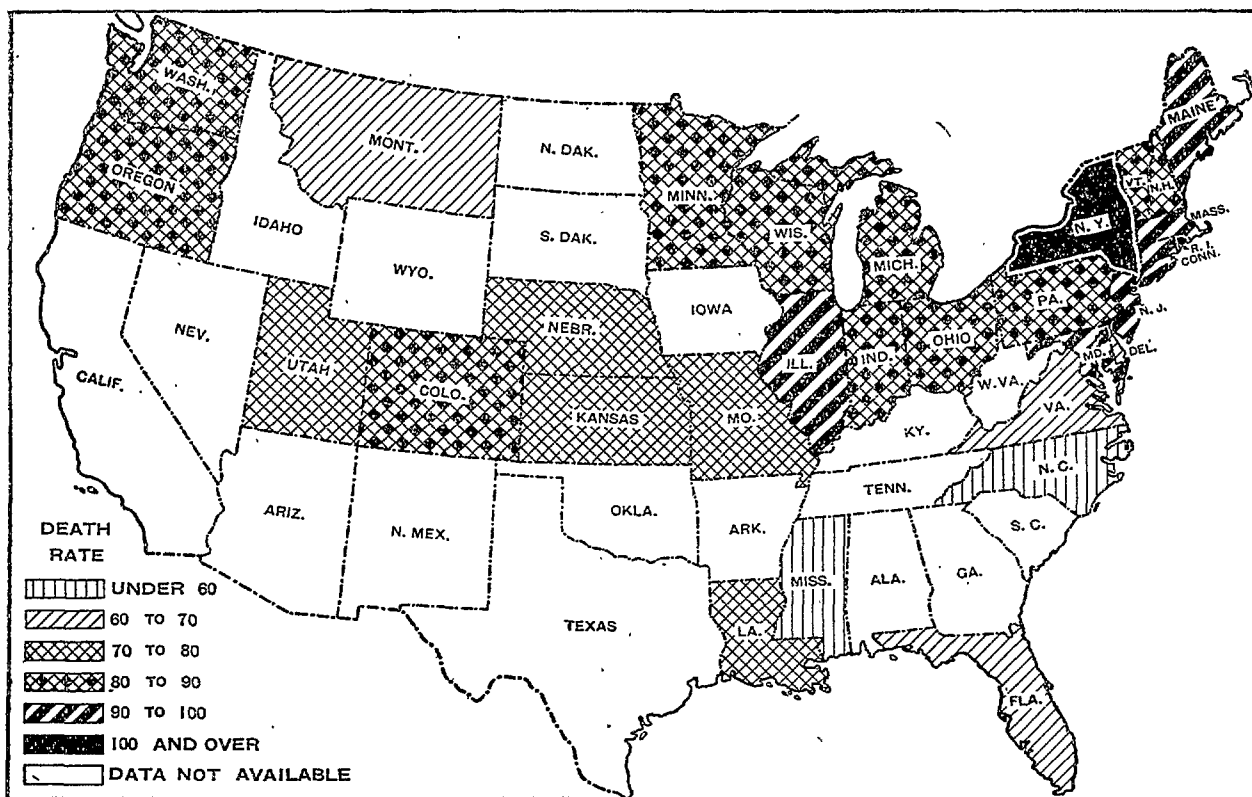 WASH.
MONT.
N. DAK.
MINN.
MAINE
OREGON
IDAHO
S. DAK.
WIS.
MICH.
VT.
N.H.
N. Y.
MASS.
R. I.
CONN.
WYO.
IOWA
PA.
N. J.
NEV.
NEBR.
OHIO
CALIF.
UTAH
COLO.
ILL.
IND.
MD.
DEL.
W. VA.
VA.
KANSAS
MO.
KY.
N. C.
TENN.
ARIZ.
N. MEX.
OKLA.
ARK.
S. C.
MISS.
ALA.
GA.
TEXAS
LA.
FLA.
DEATH
RATE
UNDER 60
60 TO 70
70 TO 80
80 TO 90
90 TO 100
100 AND OVER
DATA NOT AVAILABLE